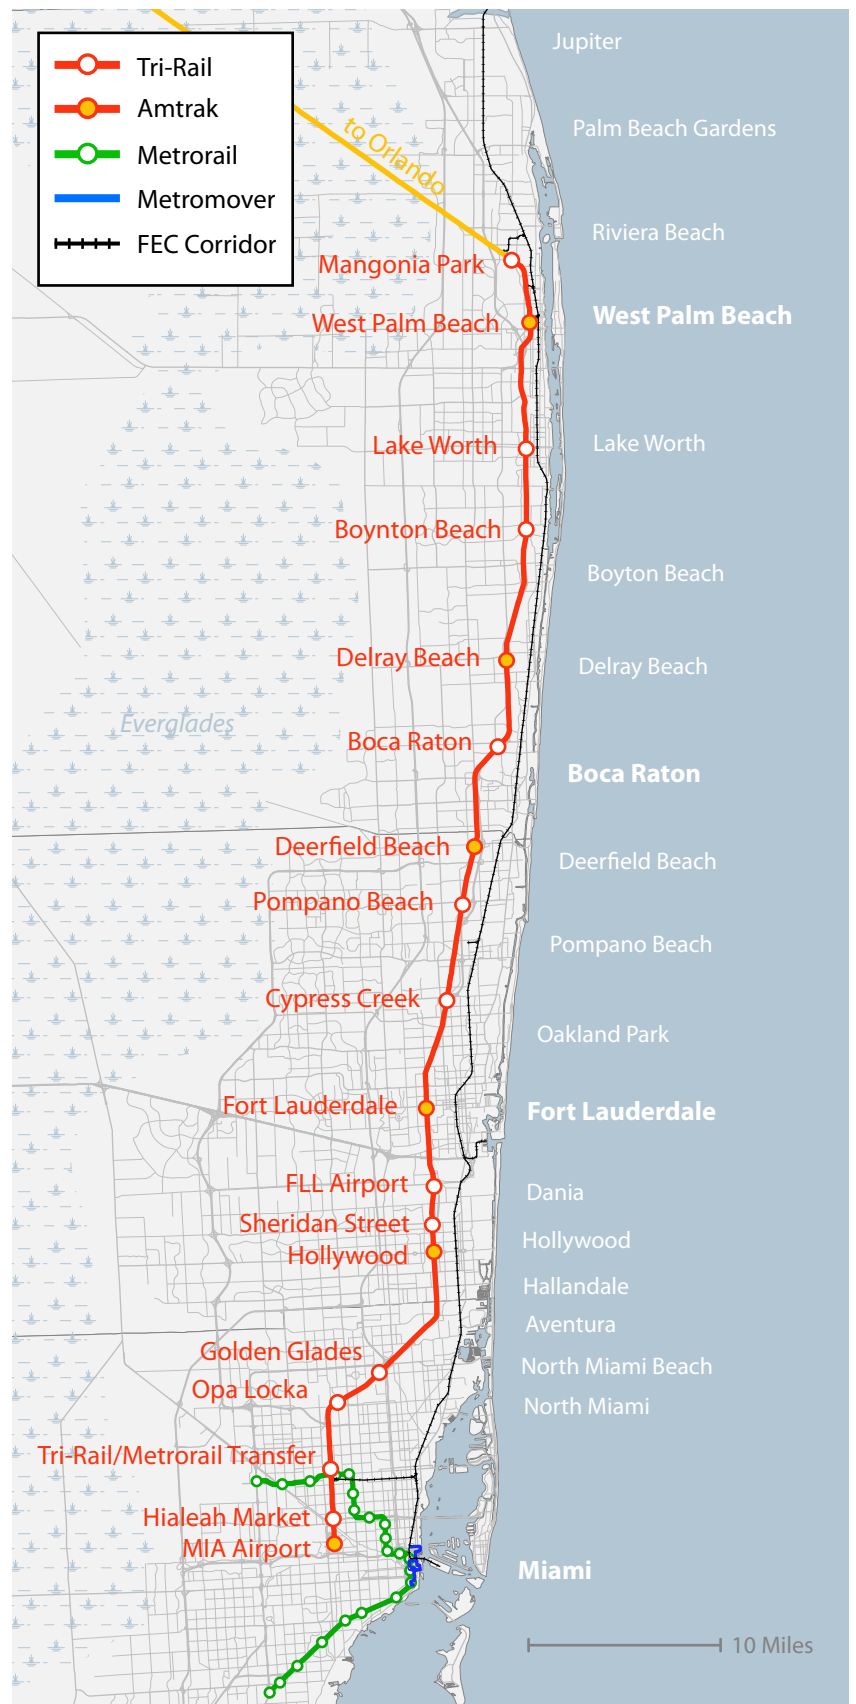 Tri-Rail
Amtrak
Metrorail
Metromover
FEC Corridor
to Orlando
Jupiter
Palm Beach Gardens
Riviera Beach
Mangonia Park
West Palm Beach
West Palm Beach
Lake Worth
Lake Worth
Boynton Beach
Boyton Beach
Delray Beach
Delray Beach
Everglades
Boca Raton
Boca Raton
Deerfield Beach
Deerfield Beach
Pompano Beach
Pompano Beach
Cypress Creek
Oakland Park
Fort Lauderdale
Fort Lauderdale
FLL Airport
Dania
Sheridan Street
Hollywood
Hollywood
Hallandale
Aventura
Golden Glades
North Miami Beach
Opa Locka
North Miami
Tri-Rail/Metrorail Transfer
Hialeah Market
MIA Airport
Miami
10 Miles